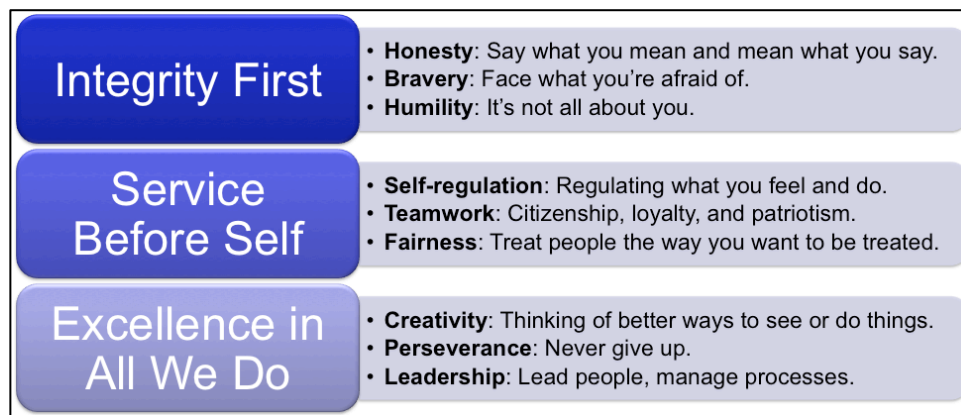 Integrity First
• Honesty: Say what you mean and mean what you say.
• Bravery: Face what you’re afraid of.
• Humility: It’s not all about you.
Service
Before Self
• Self-regulation: Regulating what you feel and do.
• Teamwork: Citizenship, loyalty, and patriotism.
• Fairness: Treat people the way you want to be treated.
Excellence in
All We Do
• Creativity: Thinking of better ways to see or do things.
• Perseverance: Never give up.
• Leadership: Lead people, manage processes.